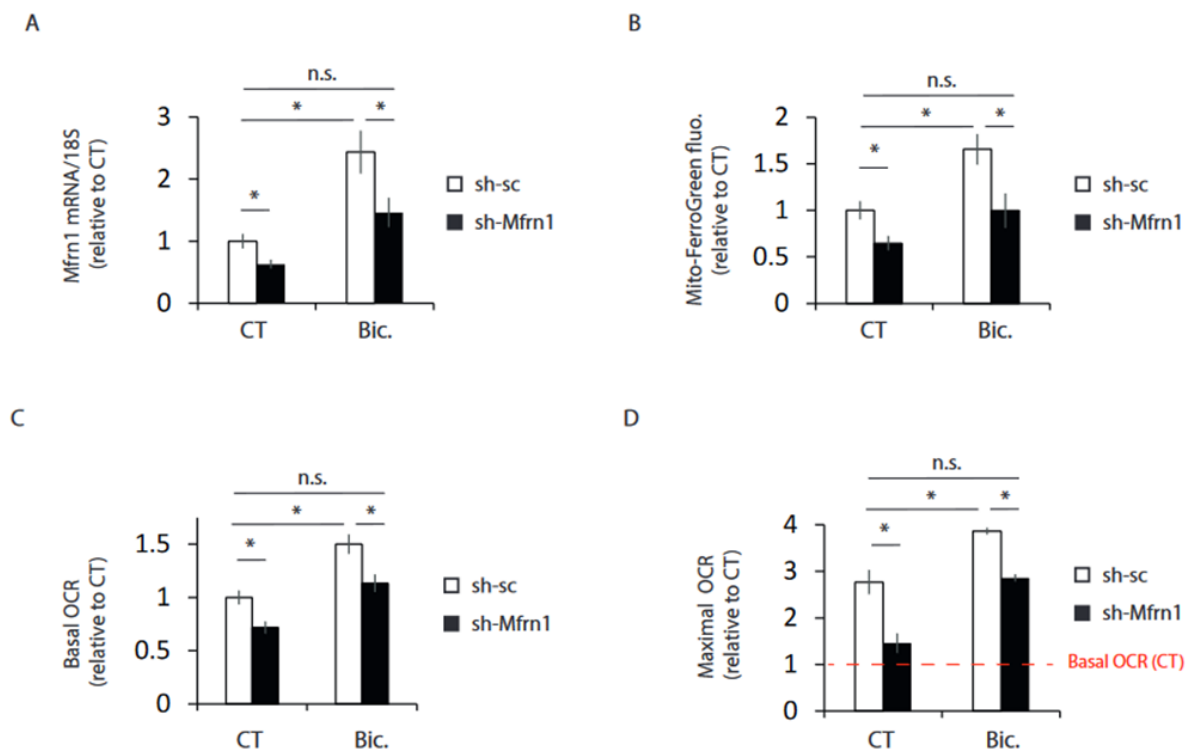 A
n.s.
*
*
*
3
2
1
0
Mfrn1 mRNA/18S
(relative to CT)
CT
Bic.
sh-sc
sh-Mfrn1
B
n.s.
*
*
*
2
1.5
1
0.5
0
Mito-FerroGreen fluo.
(relative to CT)
CT
Bic.
sh-sc
sh-Mfrn1
C
n.s.
*
*
*
1.5
1
0.5
0
Basal OCR
(relative to CT)
CT
Bic.
sh-sc
sh-Mfrn1
D
n.s.
*
*
*
4
3
2
1
0
Maximal OCR
(relative to CT)
CT
Bic.
sh-sc
sh-Mfrn1
Basal OCR (CT)